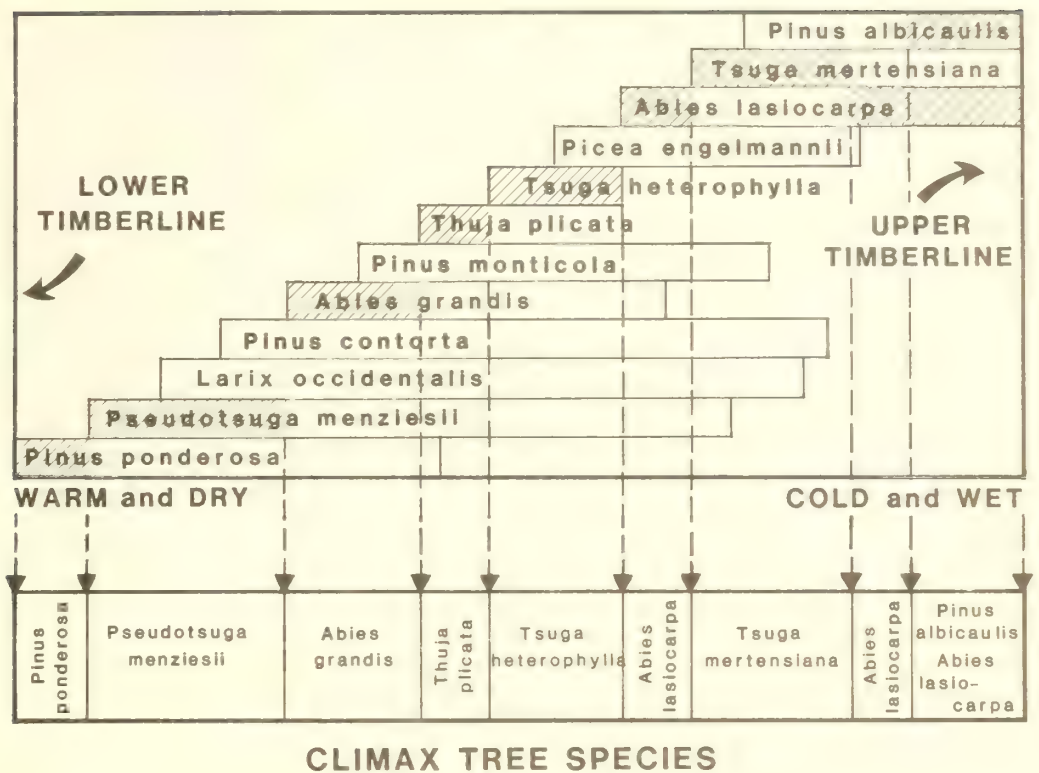 Pinus albicaulis
Tsuga mertensiana
Abies lasiocarpa
Picea engelmannii
Tsuga heterophylla
Thuja plicata
Pinus monticola
Abies grandis
Pinus contorta
Larix occidentalis
Pseudotsuga menziesii
Pinus ponderosa
LOWER
TIMBERLINE
UPPER
TIMBERLINE
WARM and DRY
COLD and WET
Pinus
ponderosa
Pseudotsuga
menziesii
Abies
grandis
Thuja
plicata
Tsuga
heterophylla
Abies
lasiocarpa
Tsuga
mertensiana
Abies
lasiocarpa
Pinus
albicaulis
Abies
lasio-
carpa
CLIMAX TREE SPECIES